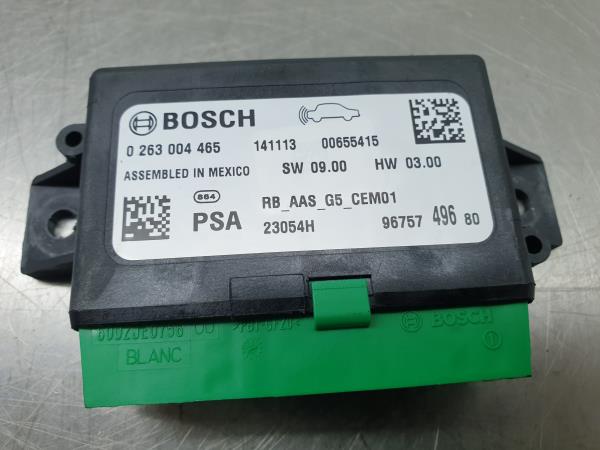 BOSCH
0 263 004 465 141113 00655415
ASSEMBLED IN MEXICO SW 09.00 HW 03.00
864 RB_AAS_G5_CEM01
PSA 23054H 96757 496 80
BOSCH
BLANC